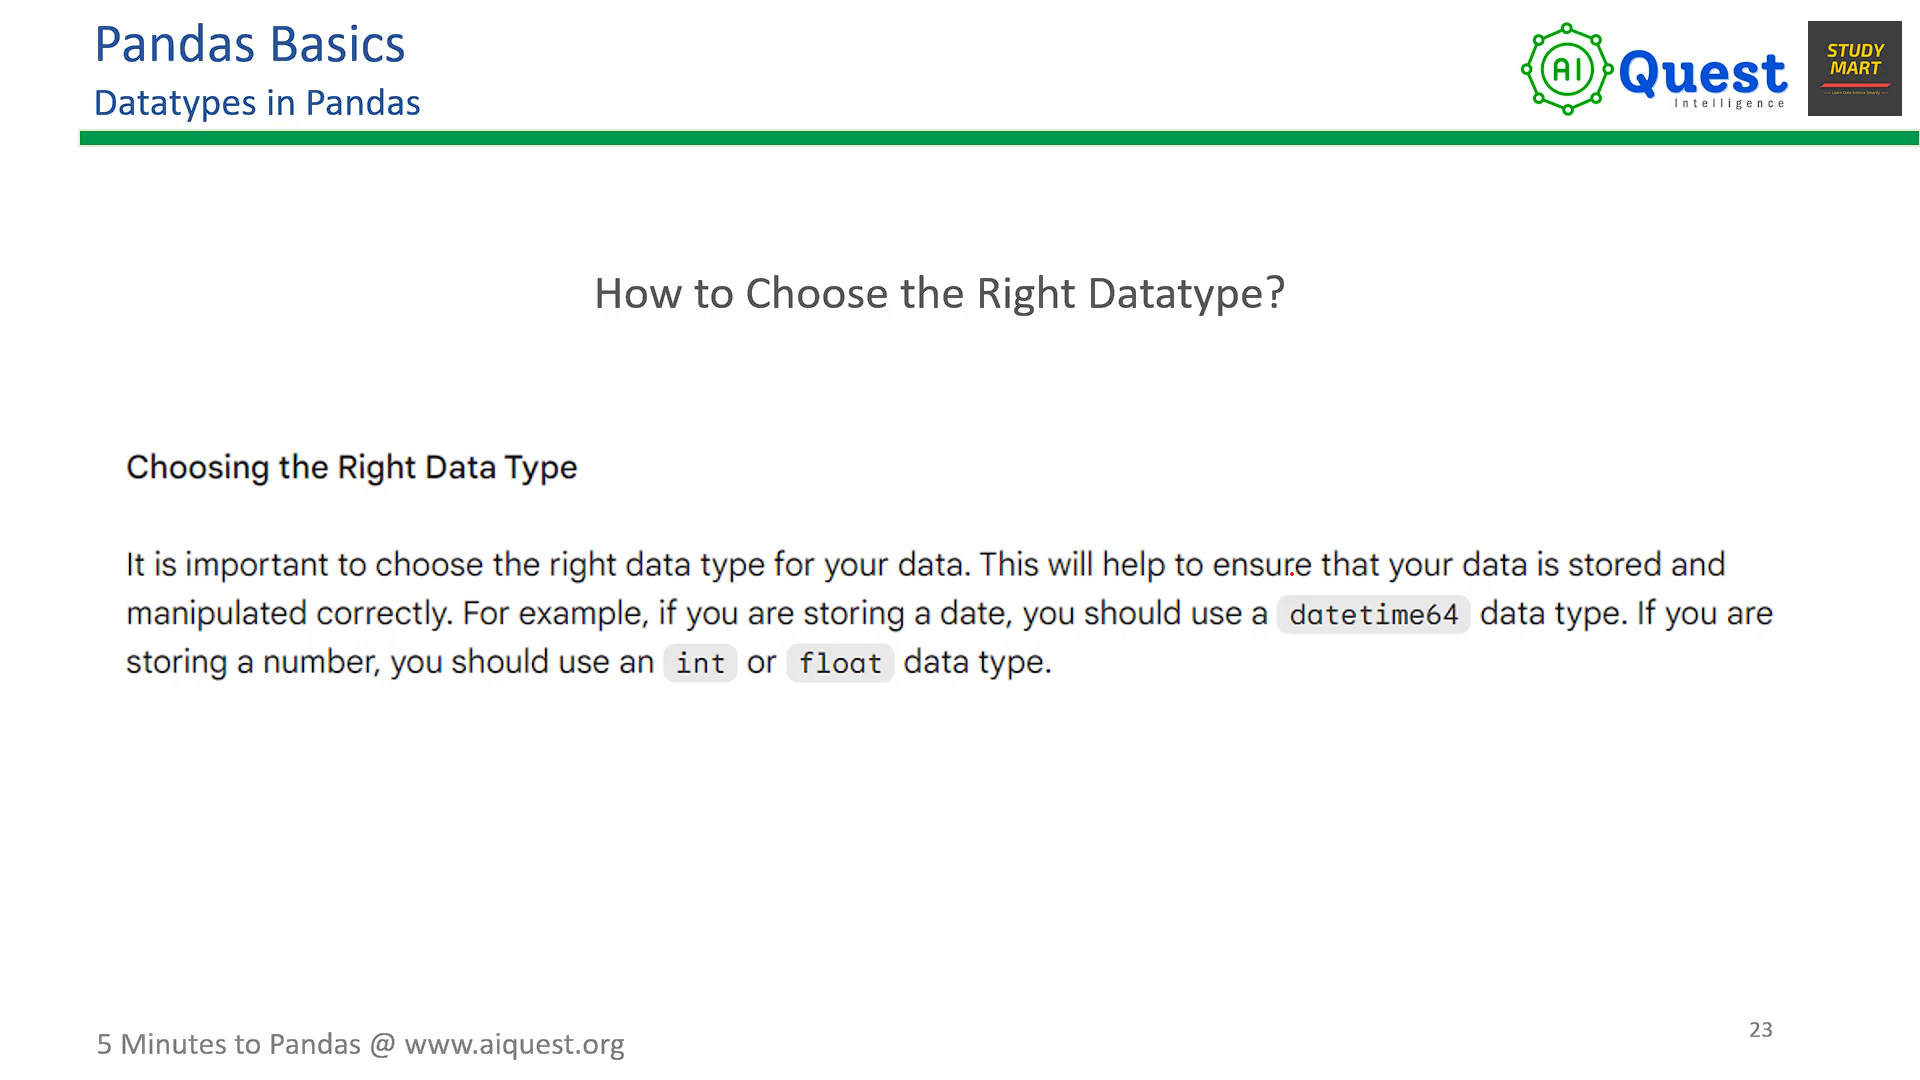 Pandas Basics
Datatypes in Pandas
AI Quest
Intelligence
STUDY
MART
How to Choose the Right Datatype?
Choosing the Right Data Type
It is important to choose the right data type for your data. This will help to ensure that your data is stored and
manipulated correctly. For example, if you are storing a date, you should use a datetime64 data type. If you are
storing a number, you should use an int or float data type.
5 Minutes to Pandas @ www.aiquest.org
23